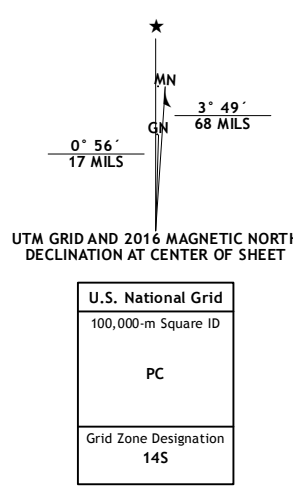 ★
MN
3° 49´
68 MILS
GN
0° 56´
17 MILS
UTM GRID AND 2016 MAGNETIC NORTH
DECLINATION AT CENTER OF SHEET
U.S. National Grid
100,000-m Square ID
PC
Grid Zone Designation
14S